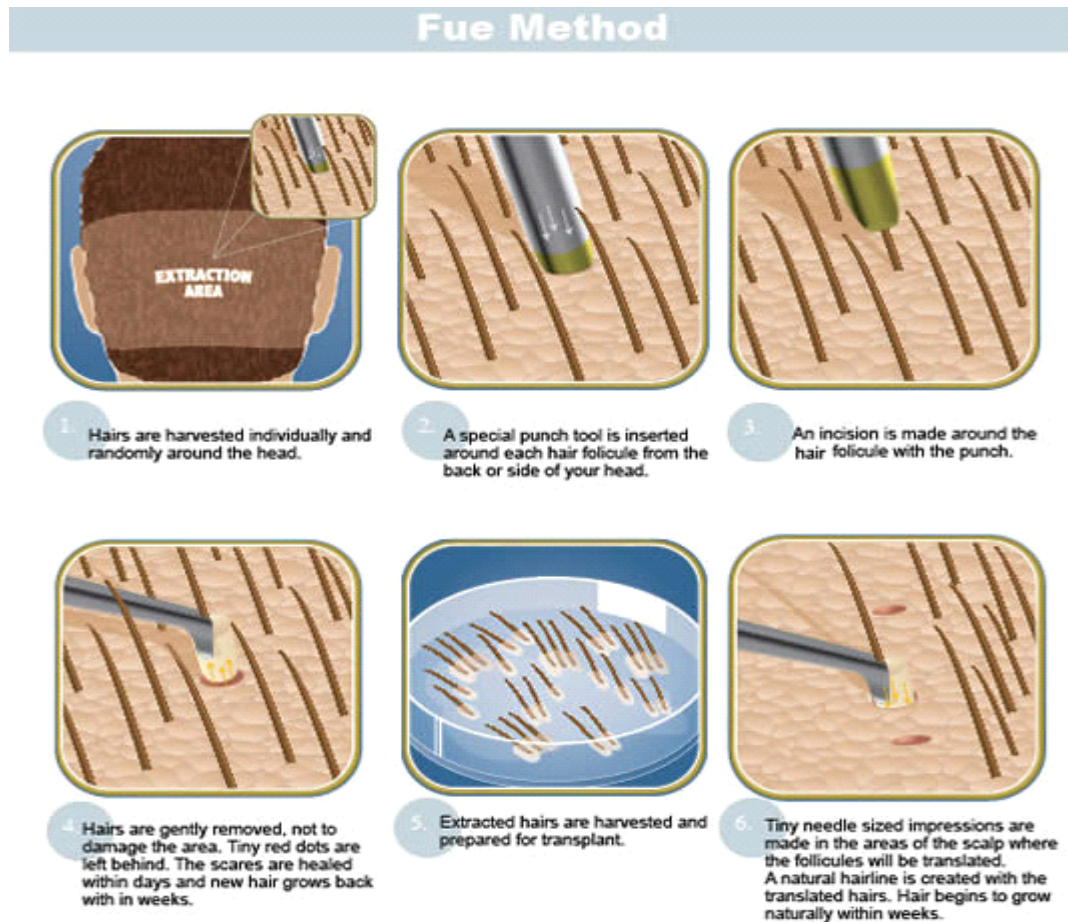 Fue Method
EXTRACTION
AREA
1. Hairs are harvested individually and
randomly around the head.
2. A special punch tool is inserted
around each hair folicule from the
back or side of your head.
3. An incision is made around the
hair folicule with the punch.
4. Hairs are gently removed, not to
damage the area. Tiny red dots are
left behind. The scares are healed
within days and new hair grows back
with in weeks.
5. Extracted hairs are harvested and
prepared for transplant.
6. Tiny needle sized impressions are
made in the areas of the scalp where
the follicules will be translated.
A natural hairline is created with the
translated hairs. Hair begins to grow
naturally within weeks.